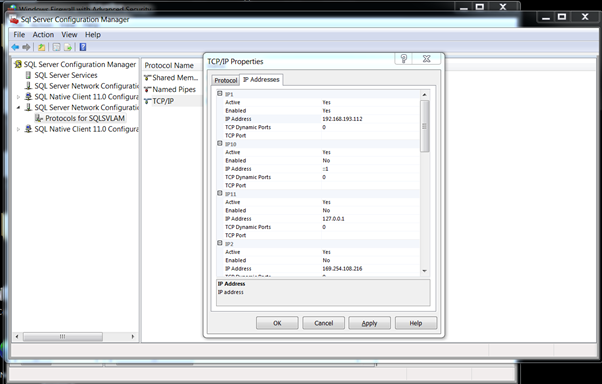 Windows Firewall with Advanced Security
Sql Server Configuration Manager
File Action View Help
SQL Server Configuration Manager
SQL Server Services
SQL Server Network Configuratio
SQL Native Client 11.0 Configura
SQL Server Network Configuratio
Protocols for SQLSVLAM
SQL Native Client 11.0 Configura
Protocol Name
Shared Mem...
Named Pipes
TCP/IP
TCP/IP Properties
Protocol IP Addresses
IP1
Active Yes
Enabled Yes
IP Address 192.168.193.112
TCP Dynamic Ports 0
TCP Port
IP10
Active Yes
Enabled No
IP Address ::1
TCP Dynamic Ports 0
TCP Port
IP11
Active Yes
Enabled No
IP Address 127.0.0.1
TCP Dynamic Ports 0
TCP Port
IP2
Active Yes
Enabled No
IP Address 169.254.108.216
IP Address
IP address
OK Cancel Apply Help